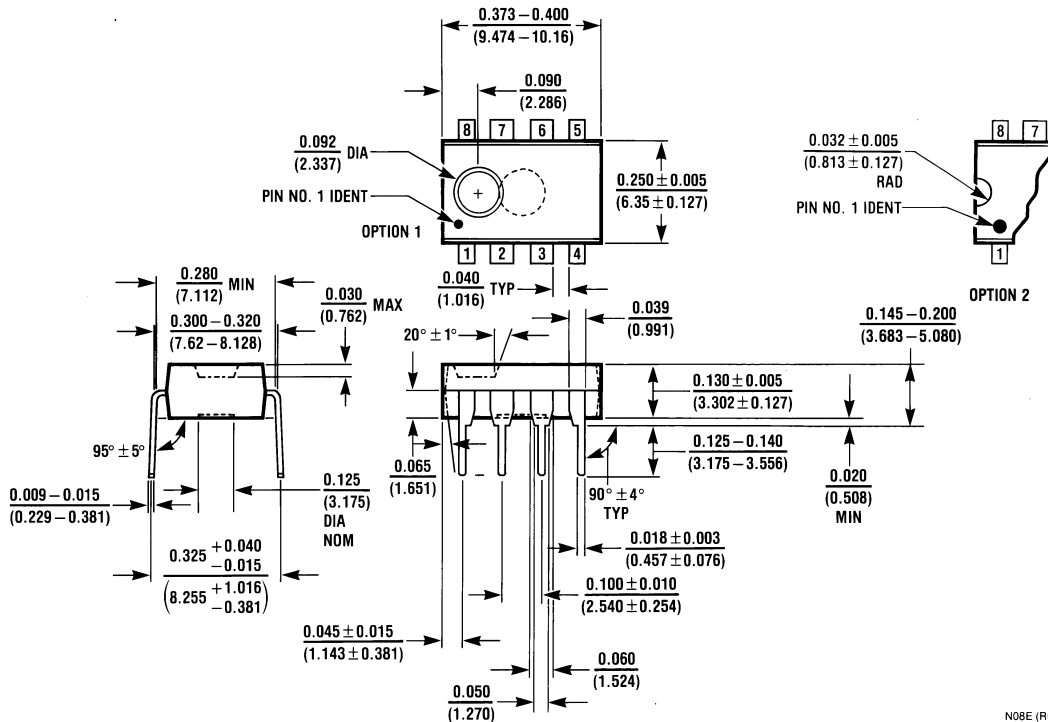 0.373 – 0.400
(9.474 – 10.16)
0.090
(2.286)
8 7 6 5
0.092 DIA
(2.337)
PIN NO. 1 IDENT
OPTION 1
0.250 ± 0.005
(6.35 ± 0.127)
1 2 3 4
0.032 ± 0.005
(0.813 ± 0.127)
RAD
PIN NO. 1 IDENT
8 7
1
OPTION 2
0.280 MIN
(7.112)
0.300 – 0.320
(7.62 – 8.128)
0.030 MAX
(0.762)
0.040 TYP
(1.016)
20° ± 1°
0.039
(0.991)
0.145 – 0.200
(3.683 – 5.080)
0.130 ± 0.005
(3.302 ± 0.127)
0.125 – 0.140
(3.175 – 3.556)
0.020
(0.508)
MIN
95° ± 5°
0.065
(1.651)
90° ± 4°
TYP
0.009 – 0.015
(0.229 – 0.381)
0.125
(3.175)
DIA
NOM
0.018 ± 0.003
(0.457 ± 0.076)
0.325 +0.040
–0.015
(8.255 +1.016
–0.381)
0.100 ± 0.010
(2.540 ± 0.254)
0.045 ± 0.015
(1.143 ± 0.381)
0.060
(1.524)
0.050
(1.270)
N08E (R